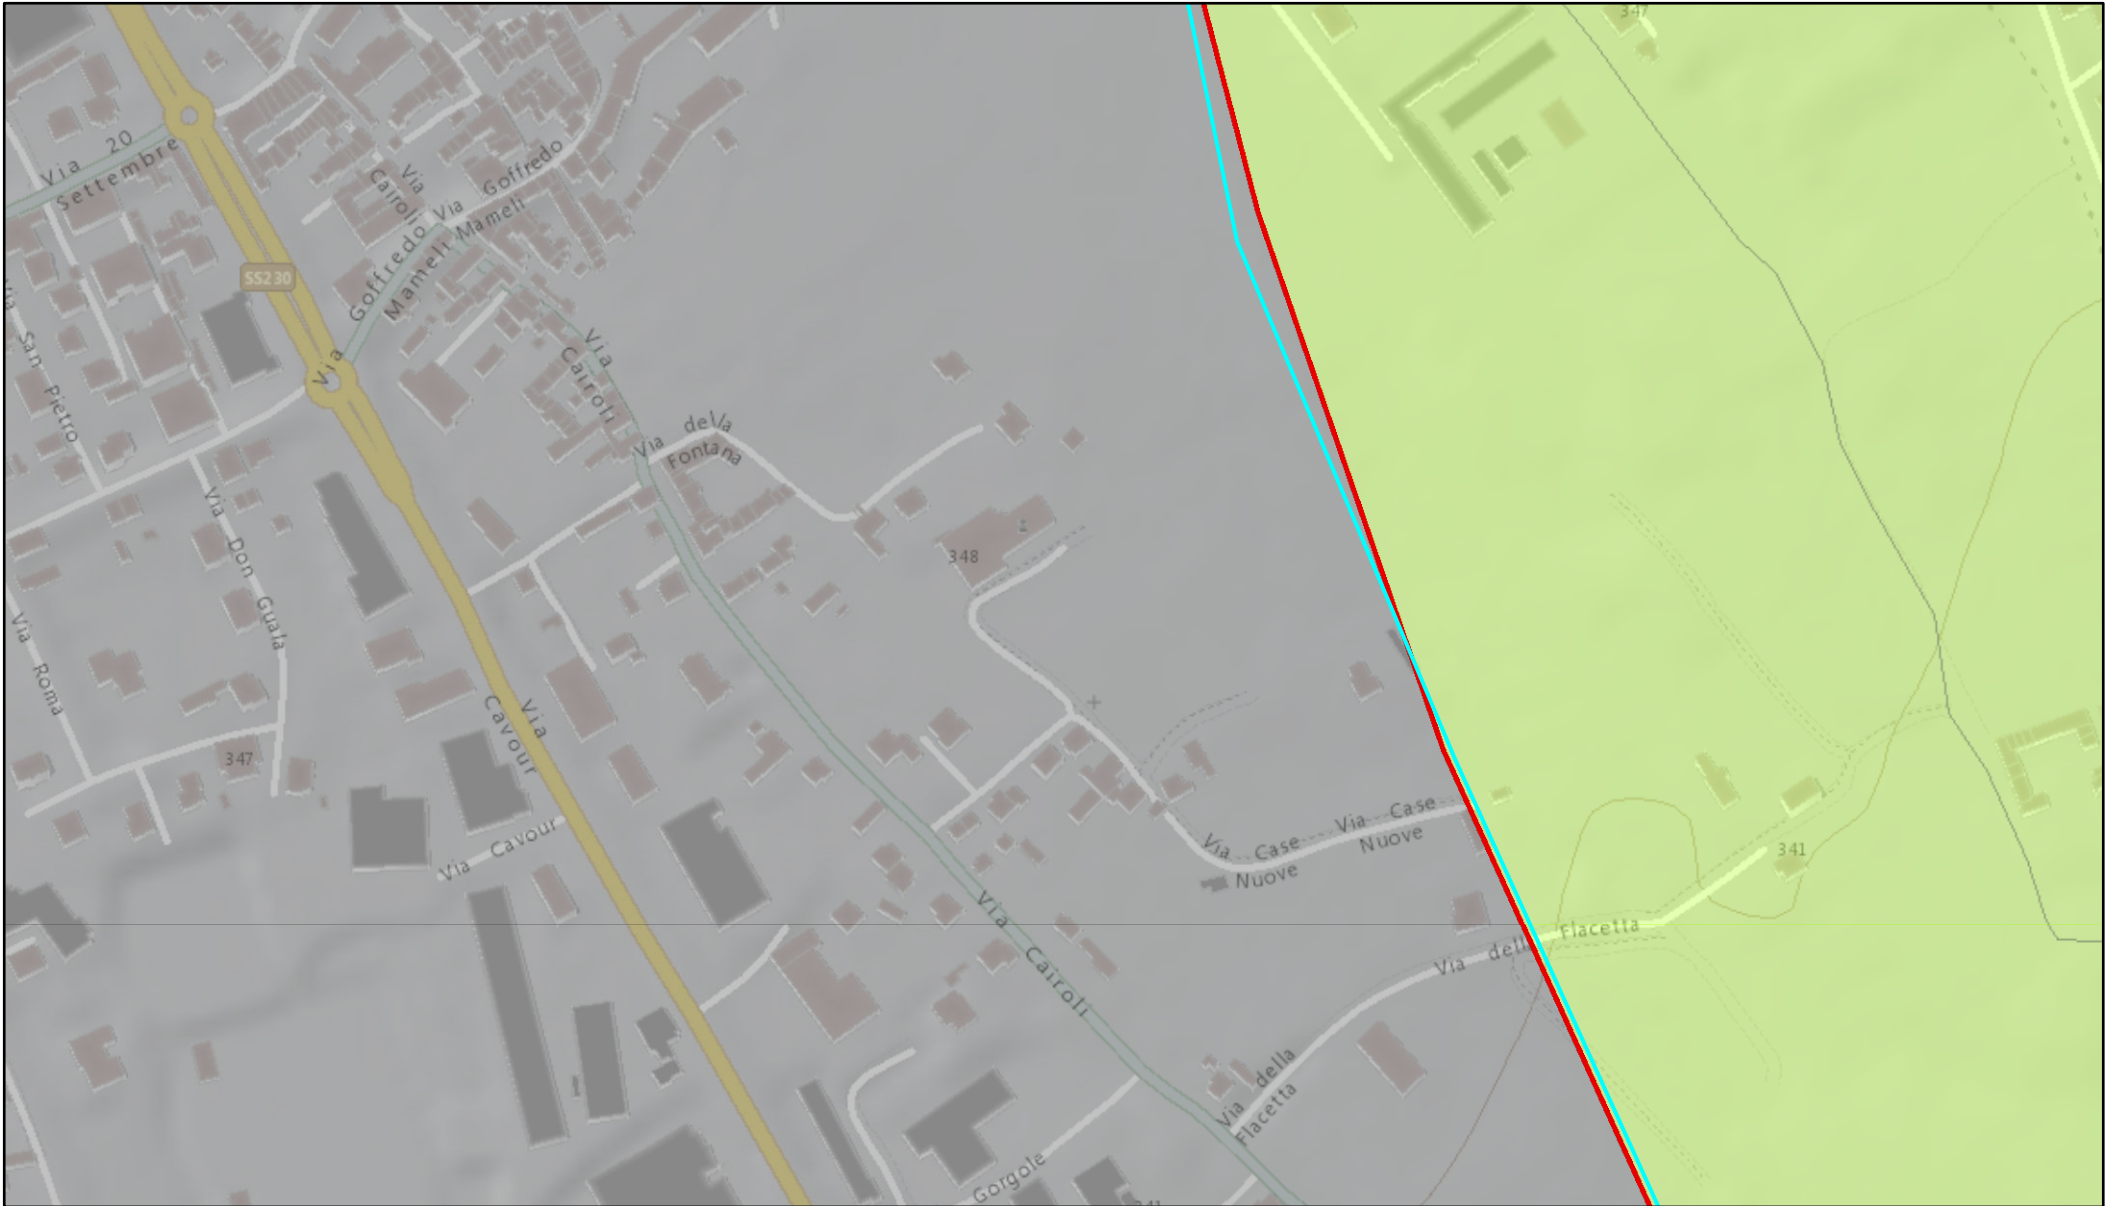 347
Via 20
Settembre
Via
Cairoli
Via Goffredo
Mameli
SS230
Via Goffredo
Mameli
Via
San Pietro
Via
Cairoli
Via della
Fontana
Via Don Guala
348
Via Roma
Via
Cavour
347
Via Cavour
Via Case
Nuove
Via Case
Nuove
341
Via Cairoli
Via della
Flacetta
Via della
Flacetta
Gorgole
341